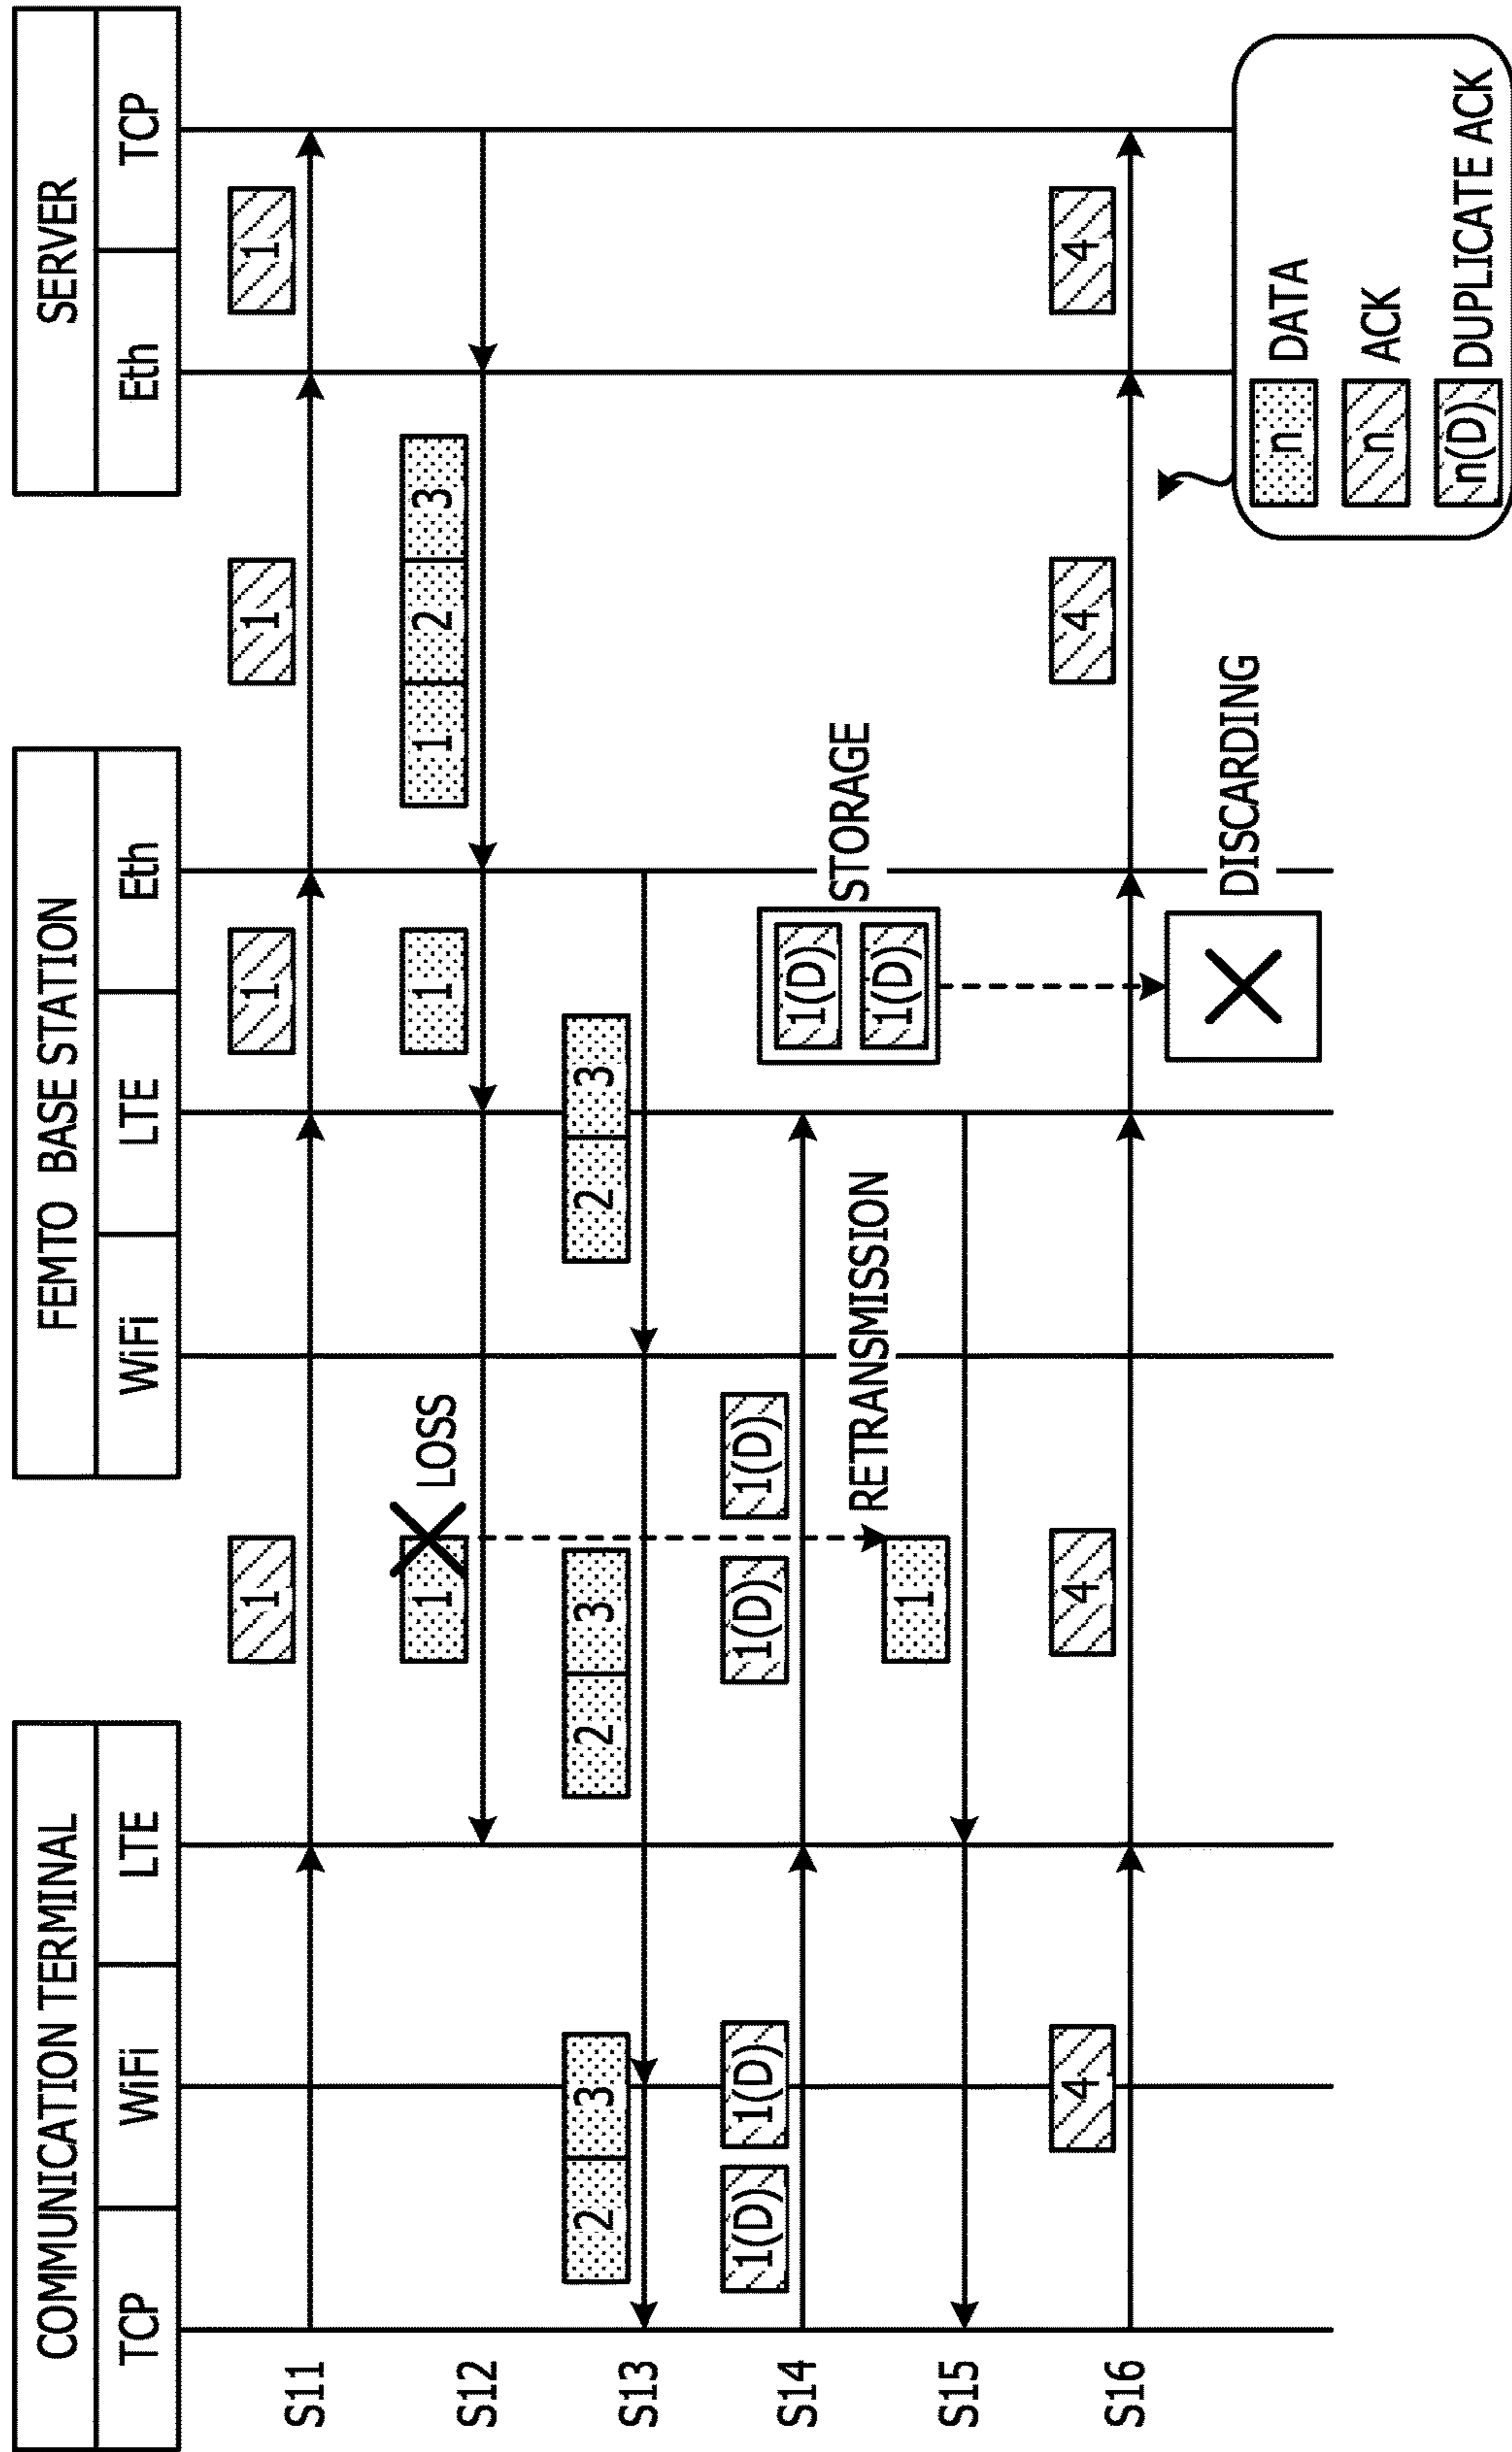 COMMUNICATION TERMINAL
FEMTO BASE STATION
SERVER
TCP
WiFi
LTE
WiFi
LTE
Eth
Eth
TCP
S11
1
1
1
1
S12
1
LOSS
1
1 2 3
S13
2 3
2 3
2 3
S14
1(D) 1(D)
1(D) 1(D)
1(D)
1(D)
STORAGE
S15
1
RETRANSMISSION
S16
4
4
4
4
DISCARDING
n DATA
n ACK
n(D) DUPLICATE ACK